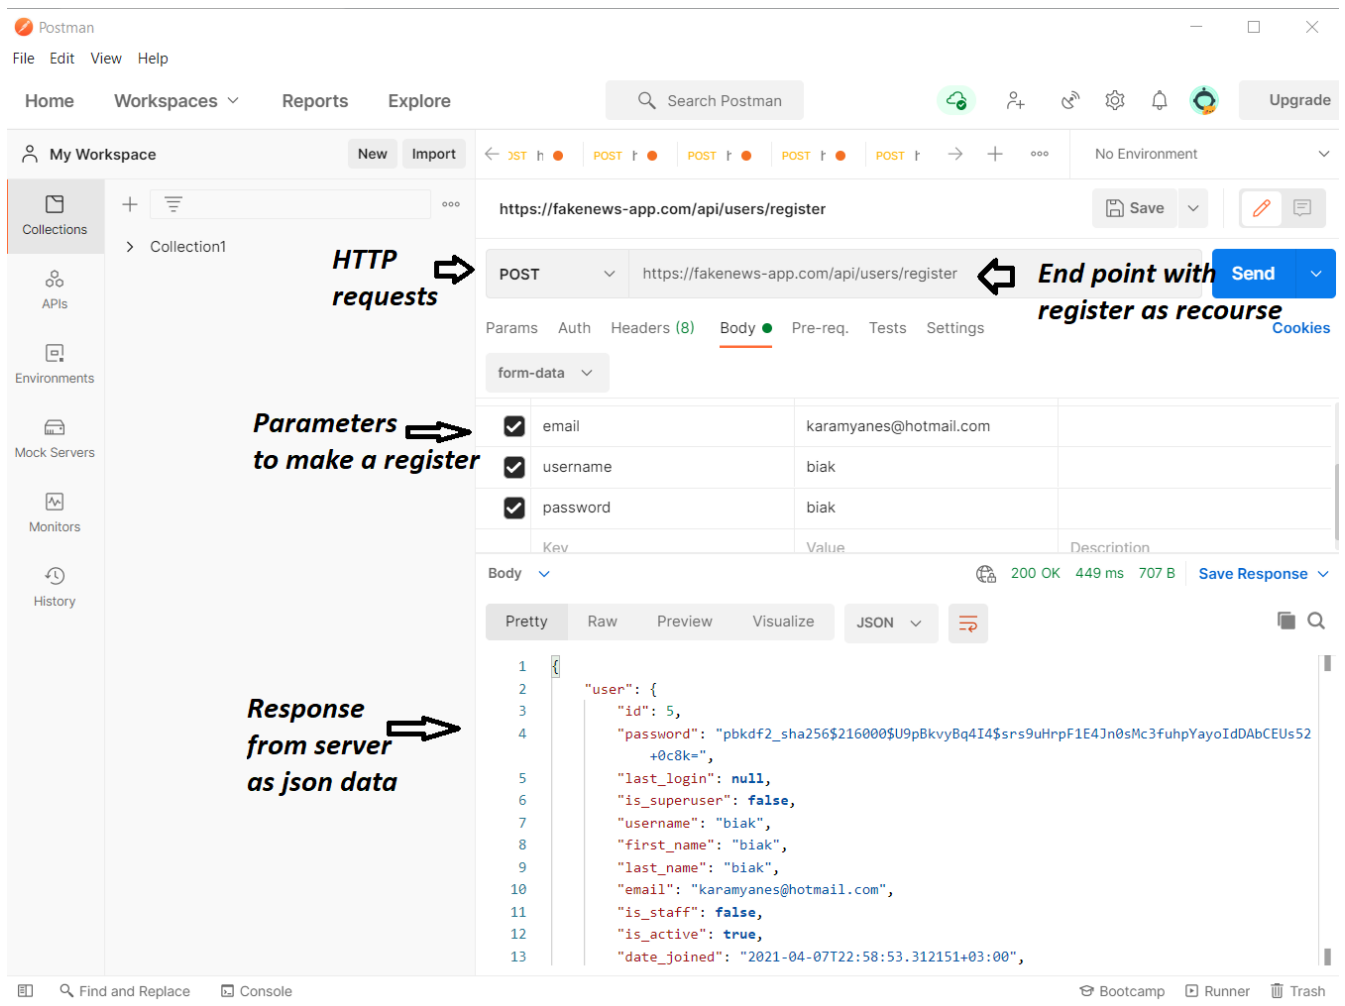 Postman
File Edit View Help
Home Workspaces Reports Explore Search Postman Upgrade
My Workspace New Import OST h POST h POST h POST h POST h No Environment
Collections
https://fakenews-app.com/api/users/register Save
Collection1
HTTP
requests
POST https://fakenews-app.com/api/users/register
End point with
register as recourse
Send
APIs
Params Auth Headers (8) Body Pre-req. Tests Settings Cookies
form-data
Environments
Parameters
to make a register
email karamyanes@hotmail.com
username biak
password biak
Key Value Description
Mock Servers
Monitors
History
Body 200 OK 449 ms 707 B Save Response
Pretty Raw Preview Visualize JSON
Response
from server
as json data
1 {
2 "user": {
3 "id": 5,
4 "password": "pbkdf2_sha256$216000$U9pBkvyBq4I4$srs9uHrpF1E4Jn0sMc3fuhpYayoIdDAbCEUs52
+0c8k=",
5 "last_login": null,
6 "is_superuser": false,
7 "username": "biak",
8 "first_name": "biak",
9 "last_name": "biak",
10 "email": "karamyanes@hotmail.com",
11 "is_staff": false,
12 "is_active": true,
13 "date_joined": "2021-04-07T22:58:53.312151+03:00",
Find and Replace Console Bootcamp Runner Trash